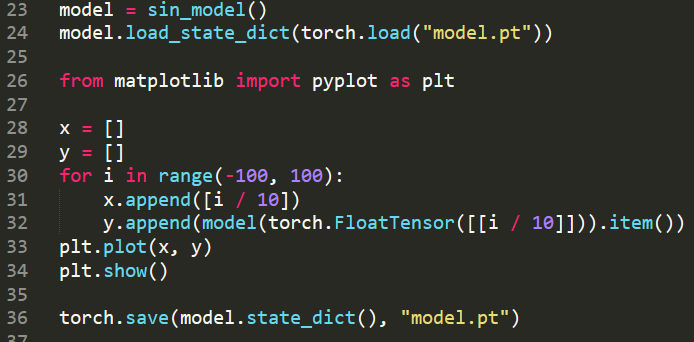 23 model = sin_model()
24 model.load_state_dict(torch.load("model.pt"))
25
26 from matplotlib import pyplot as plt
27
28 x = []
29 y = []
30 for i in range(-100, 100):
31     x.append([i / 10])
32     y.append(model(torch.FloatTensor([[i / 10]])).item())
33 plt.plot(x, y)
34 plt.show()
35
36 torch.save(model.state_dict(), "model.pt")
37